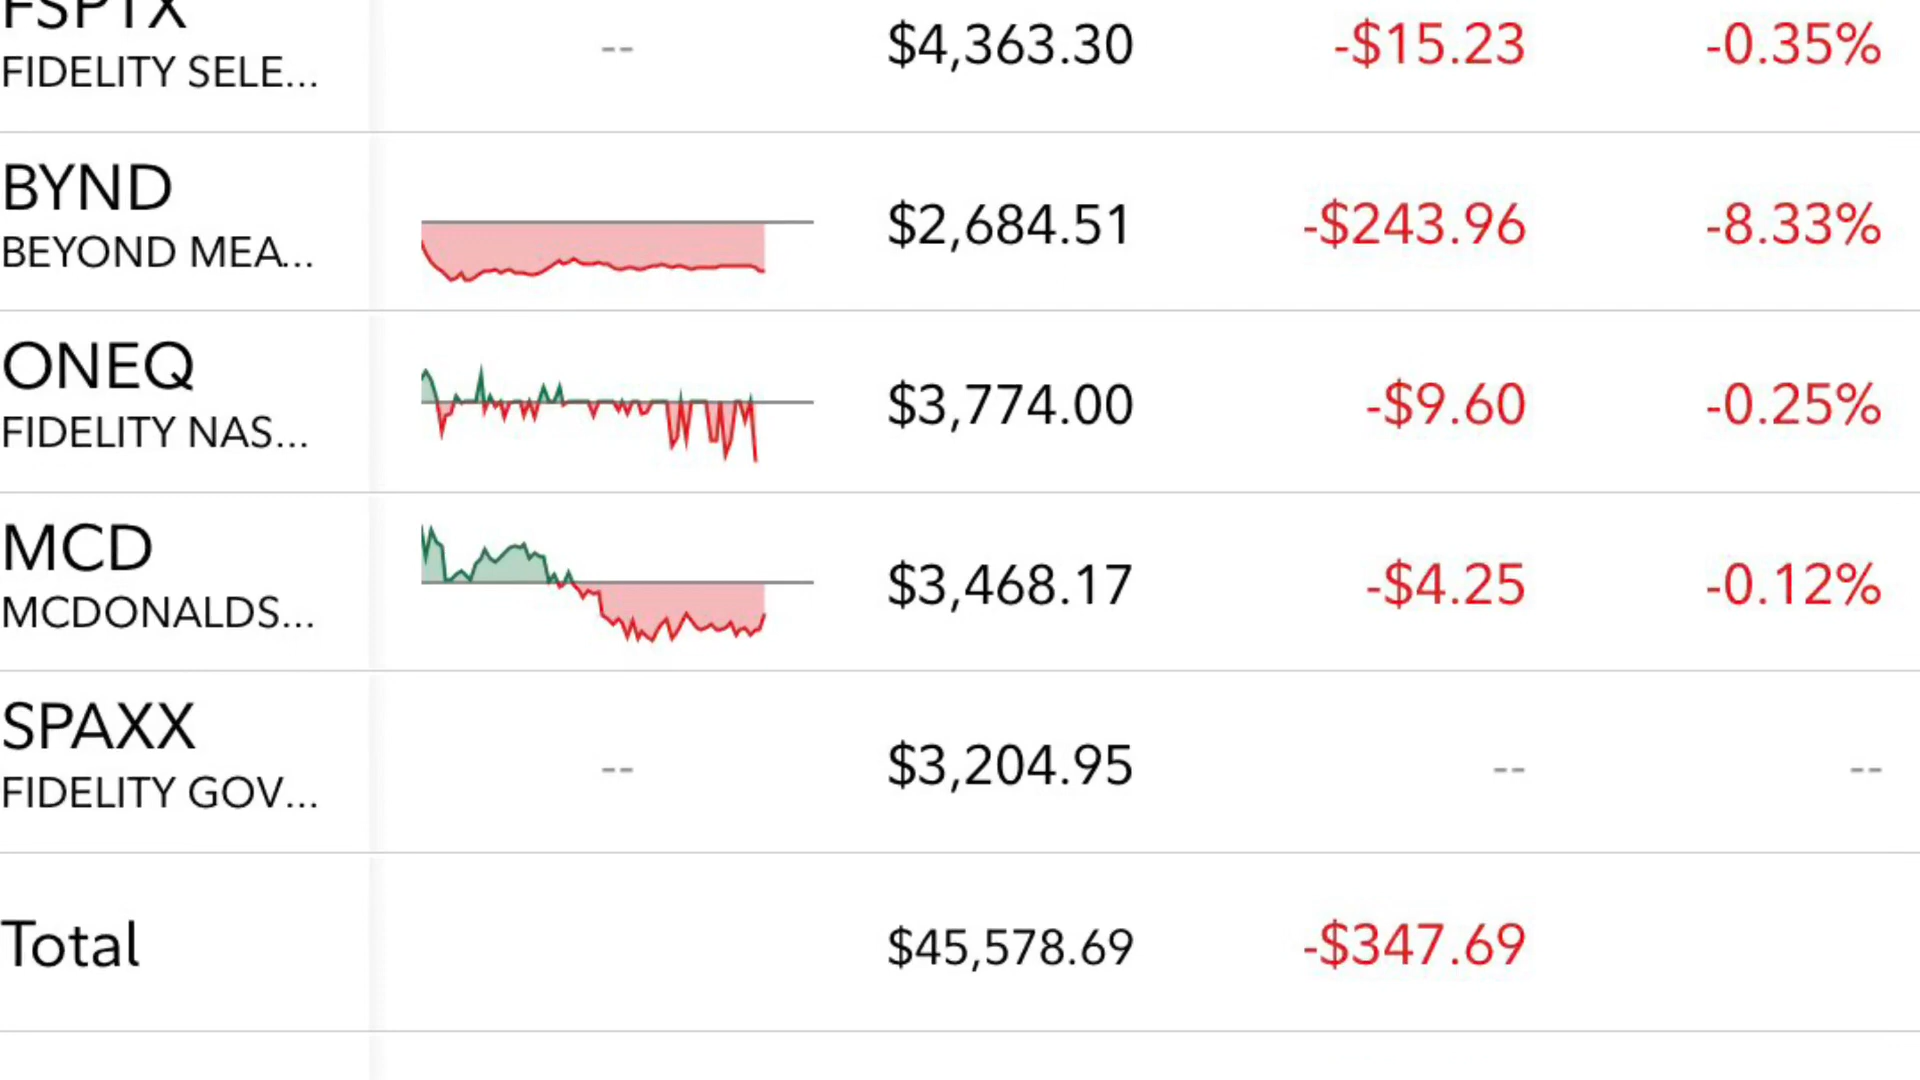 FSPTX
FIDELITY SELE...
--
$4,363.30
-$15.23
-0.35%
BYND
BEYOND MEA...
$2,684.51
-$243.96
-8.33%
ONEQ
FIDELITY NAS...
$3,774.00
-$9.60
-0.25%
MCD
MCDONALDS...
$3,468.17
-$4.25
-0.12%
SPAXX
FIDELITY GOV...
--
$3,204.95
--
--
Total
$45,578.69
-$347.69